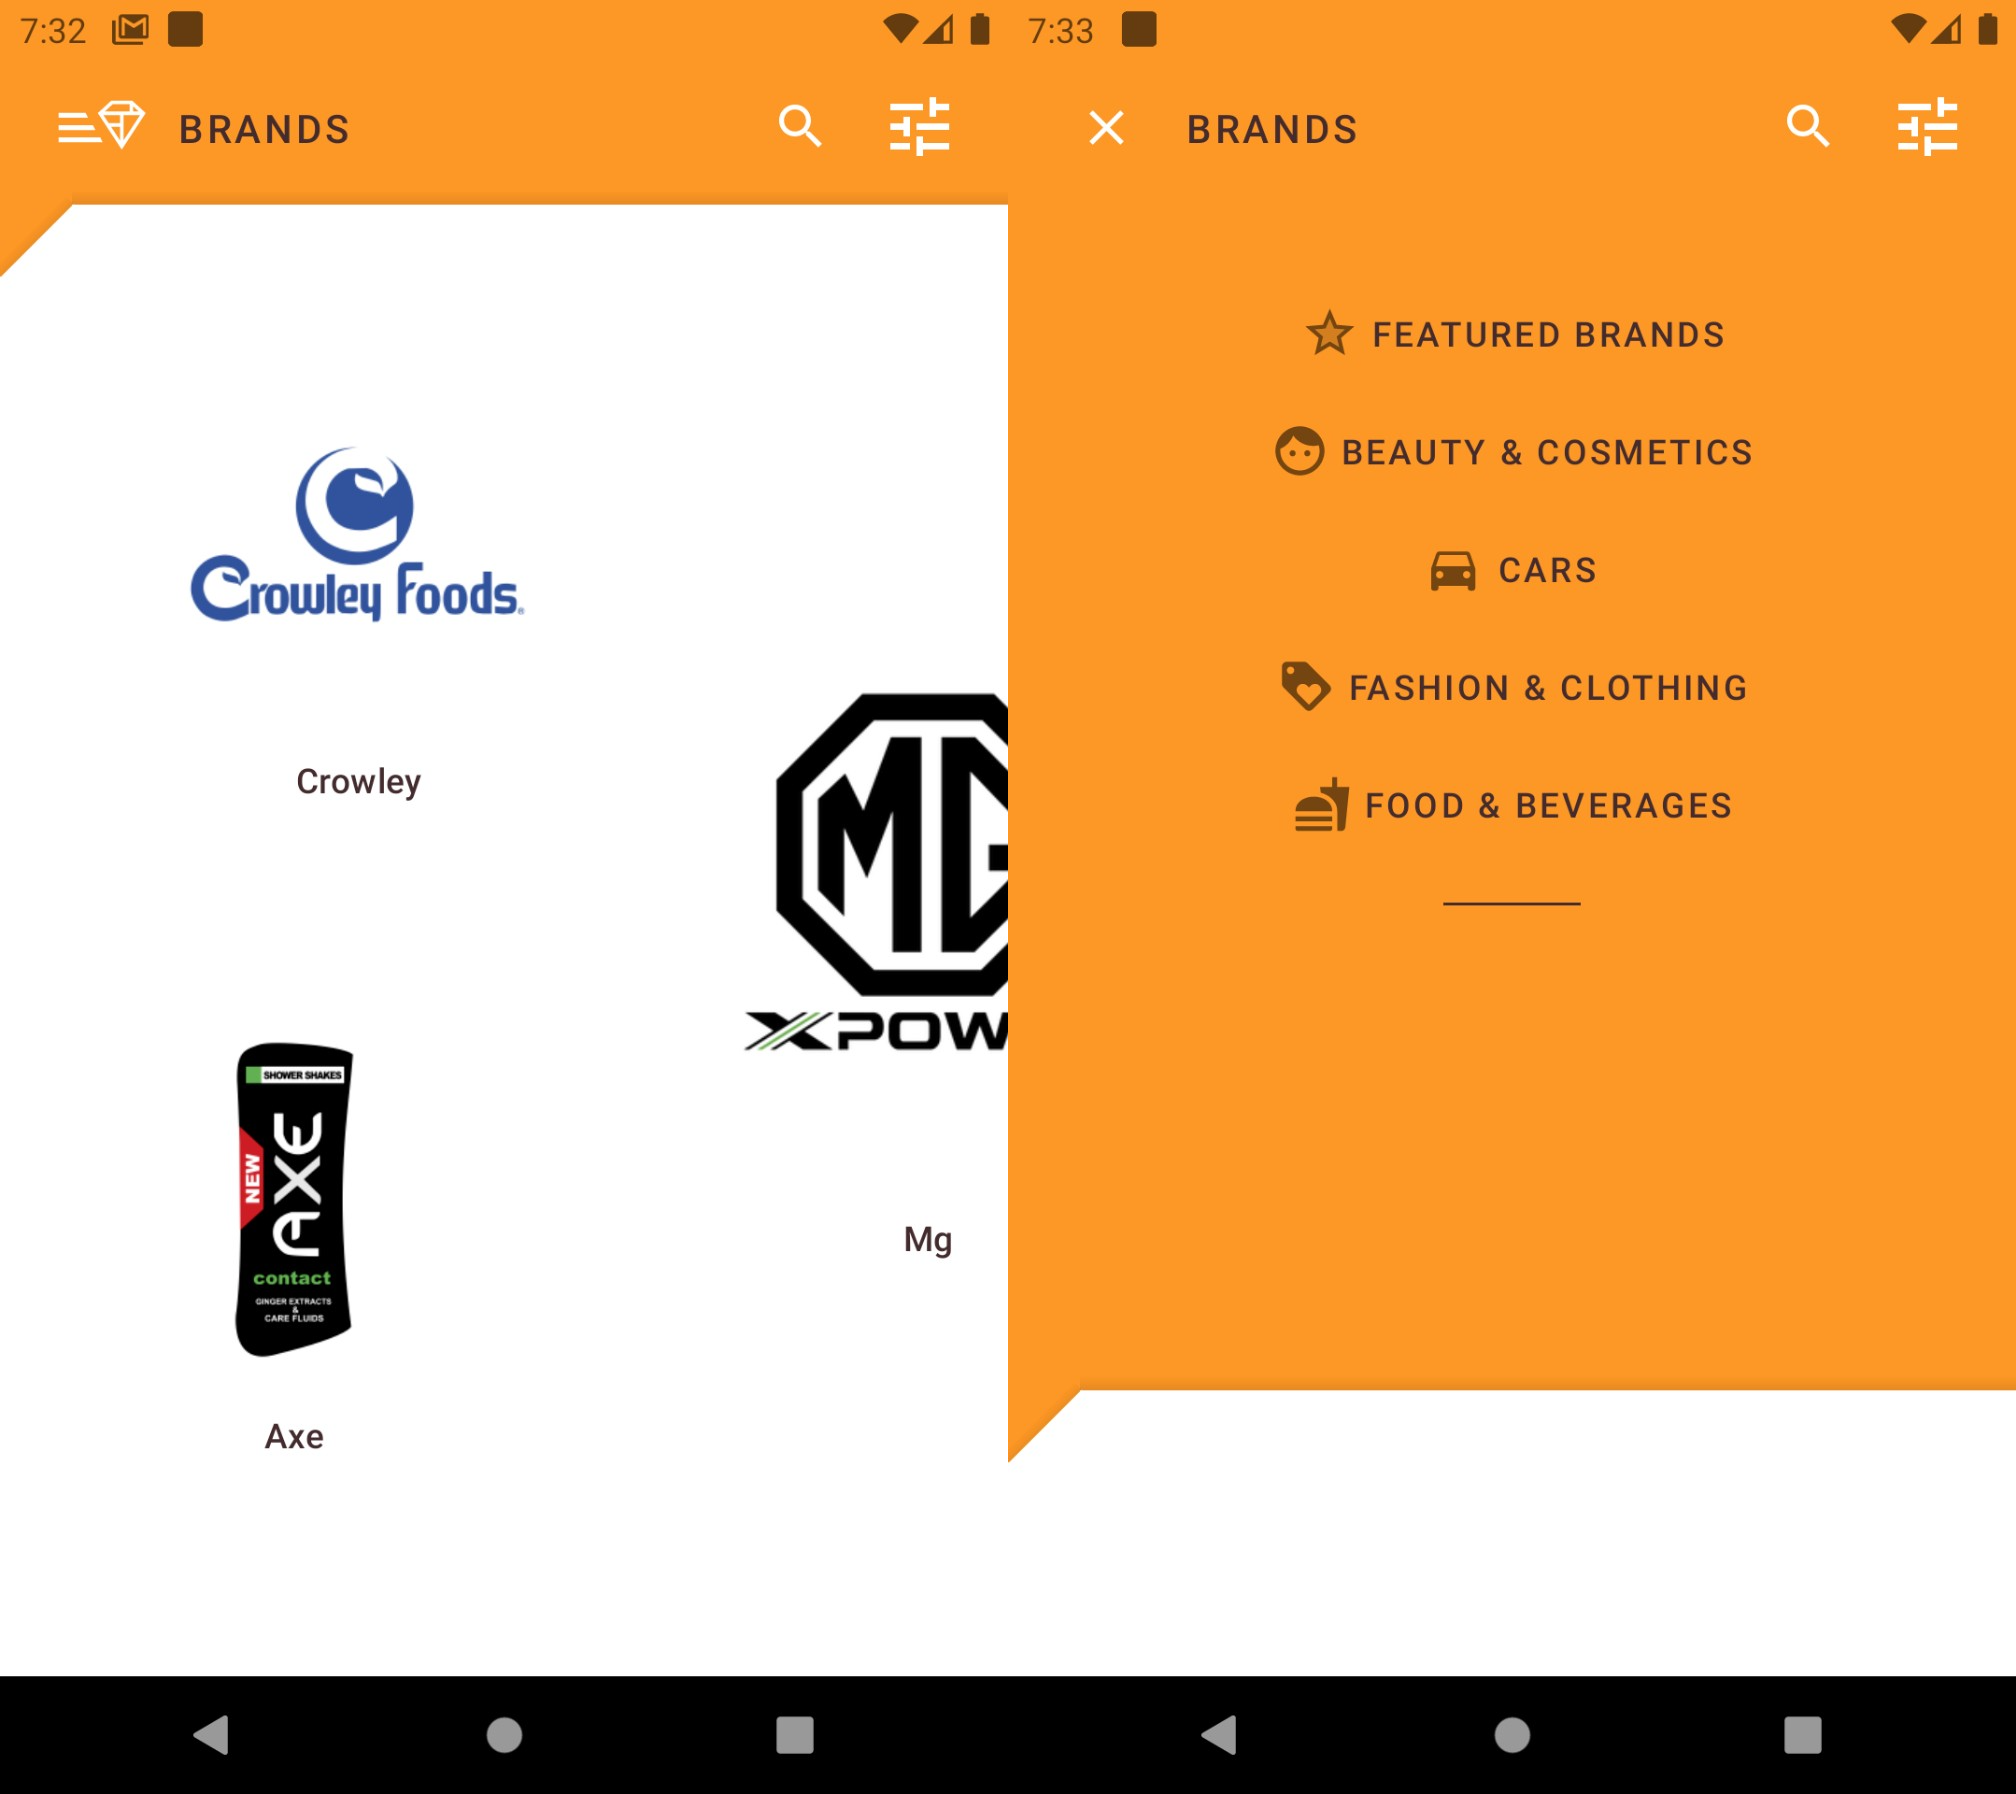 7:32
BRANDS
Crowley Foods®
Crowley
MG
XPOW
Mg
SHOWER SHAKES
NEW
AXE
contact
GINGER EXTRACTS
&
CARE FLUIDS
Axe
7:33
BRANDS
FEATURED BRANDS
BEAUTY & COSMETICS
CARS
FASHION & CLOTHING
FOOD & BEVERAGES